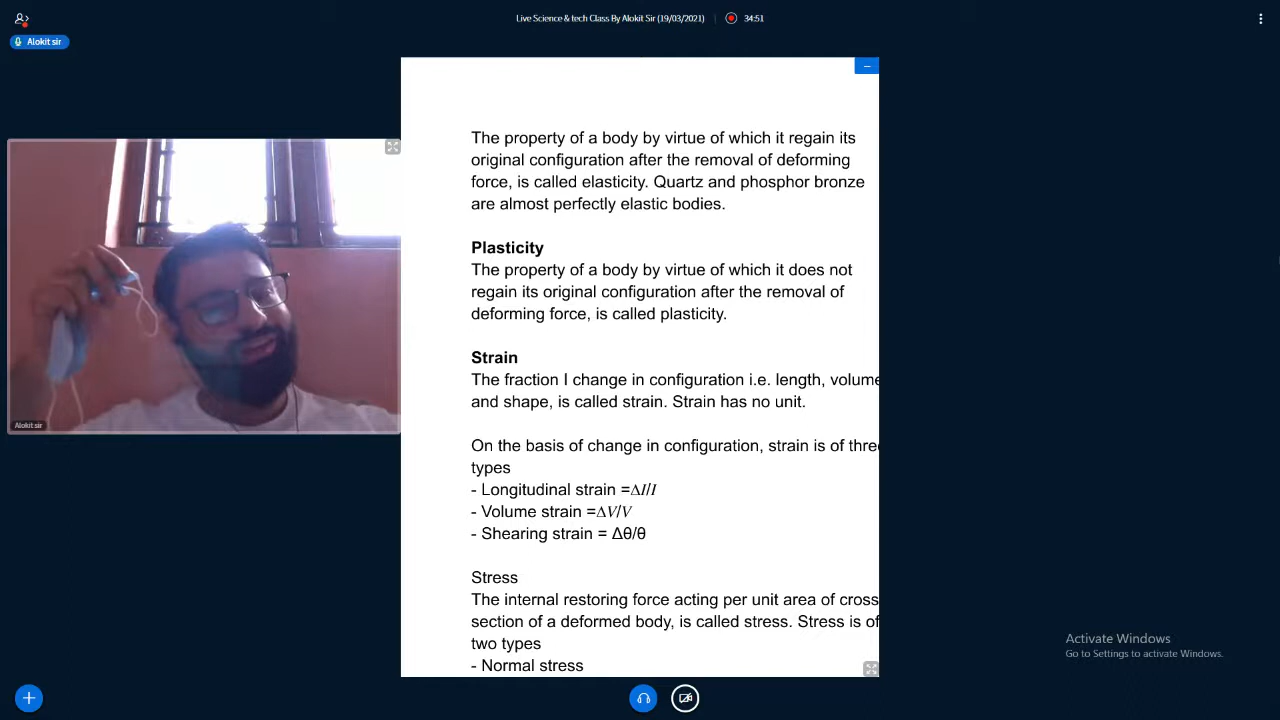 Live Science & tech Class By Alokit Sir (19/03/2021)
34:51
Alokit sir
The property of a body by virtue of which it regain its
original configuration after the removal of deforming
force, is called elasticity. Quartz and phosphor bronze
are almost perfectly elastic bodies.
Plasticity
The property of a body by virtue of which it does not
regain its original configuration after the removal of
deforming force, is called plasticity.
Strain
The fraction I change in configuration i.e. length, volume
and shape, is called strain. Strain has no unit.
On the basis of change in configuration, strain is of three
types
- Longitudinal strain =ΔI/I
- Volume strain =ΔV/V
- Shearing strain = Δθ/θ
Stress
The internal restoring force acting per unit area of cross
section of a deformed body, is called stress. Stress is of
two types
- Normal stress
Alokit sir
Activate Windows
Go to Settings to activate Windows.